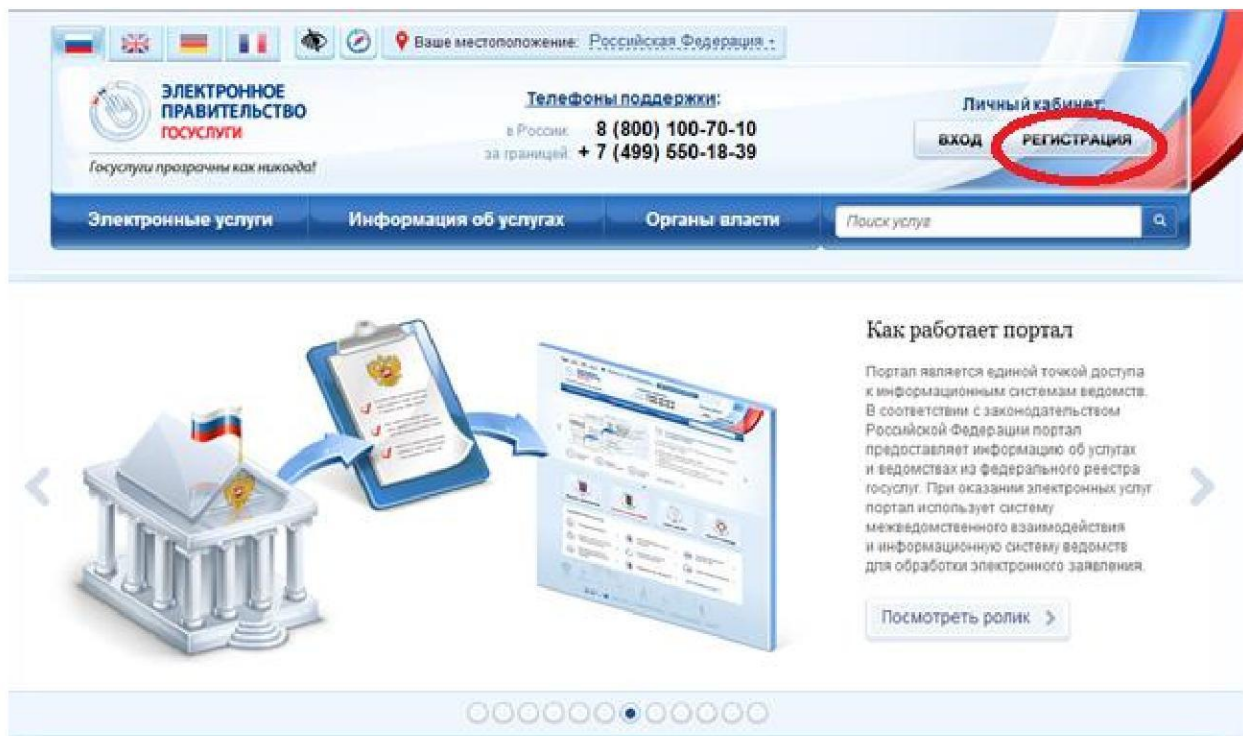 Ваше местоположение: Российская Федерация
ЭЛЕКТРОННОЕ
ПРАВИТЕЛЬСТВО
ГОСУСЛУГИ
Госуслуги прозрачны как никогда!
Телефоны поддержки:
в России: 8 (800) 100-70-10
за границей: + 7 (499) 550-18-39
Личный кабинет:
ВХОД РЕГИСТРАЦИЯ
Электронные услуги Информация об услугах Органы власти Поиск услуг
Как работает портал
Портал является единой точкой доступа
к информационным системам ведомств.
В соответствии с законодательством
Российской Федерации портал
предоставляет информацию об услугах
и ведомствах из федерального реестра
госуслуг. При оказании электронных услуг
портал использует систему
межведомственного взаимодействия
и информационную систему ведомств
для обработки электронного заявления.
Посмотреть ролик